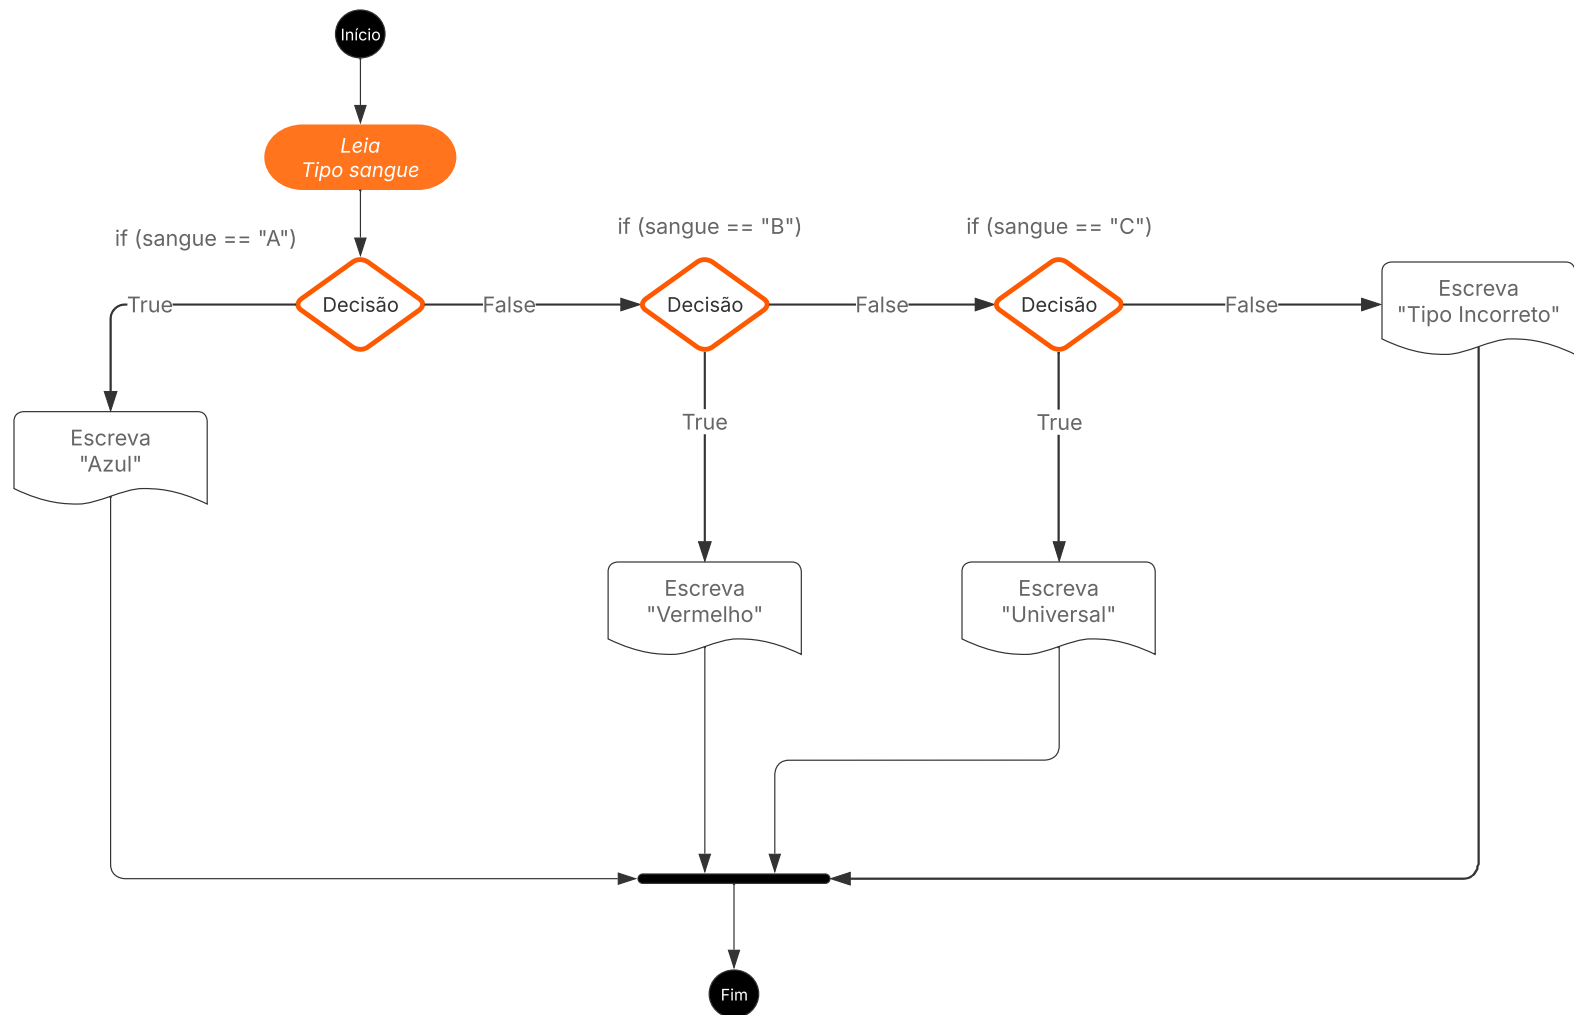 Início
Leia
Tipo sangue
if (sangue == "A")
if (sangue == "B")
if (sangue == "C")
True
Decisão
False
Decisão
False
Decisão
False
Escreva
"Tipo Incorreto"
True
True
Escreva
"Azul"
Escreva
"Vermelho"
Escreva
"Universal"
Fim